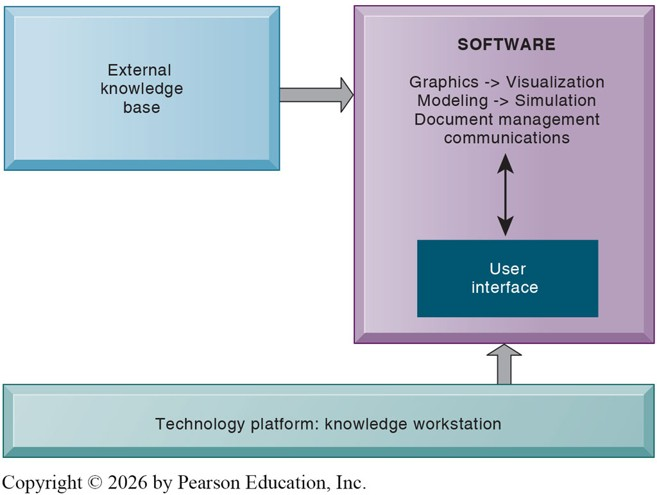 External
knowledge
base
SOFTWARE
Graphics -> Visualization
Modeling -> Simulation
Document management
communications
User
interface
Technology platform: knowledge workstation
Copyright © 2026 by Pearson Education, Inc.